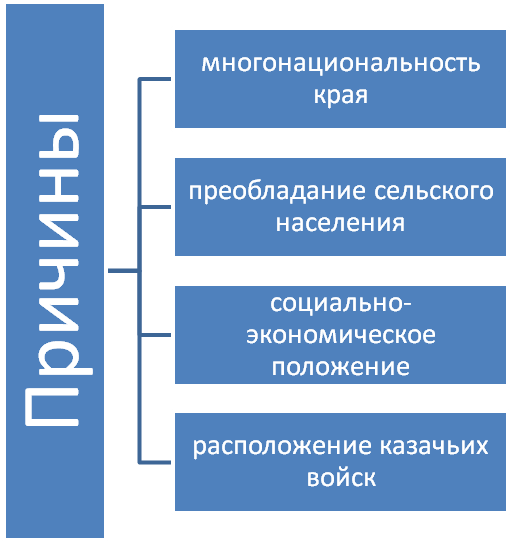 Причины
многонациональность
края
преобладание сельского
населения
социально-
экономическое
положение
расположение казачьих
войск